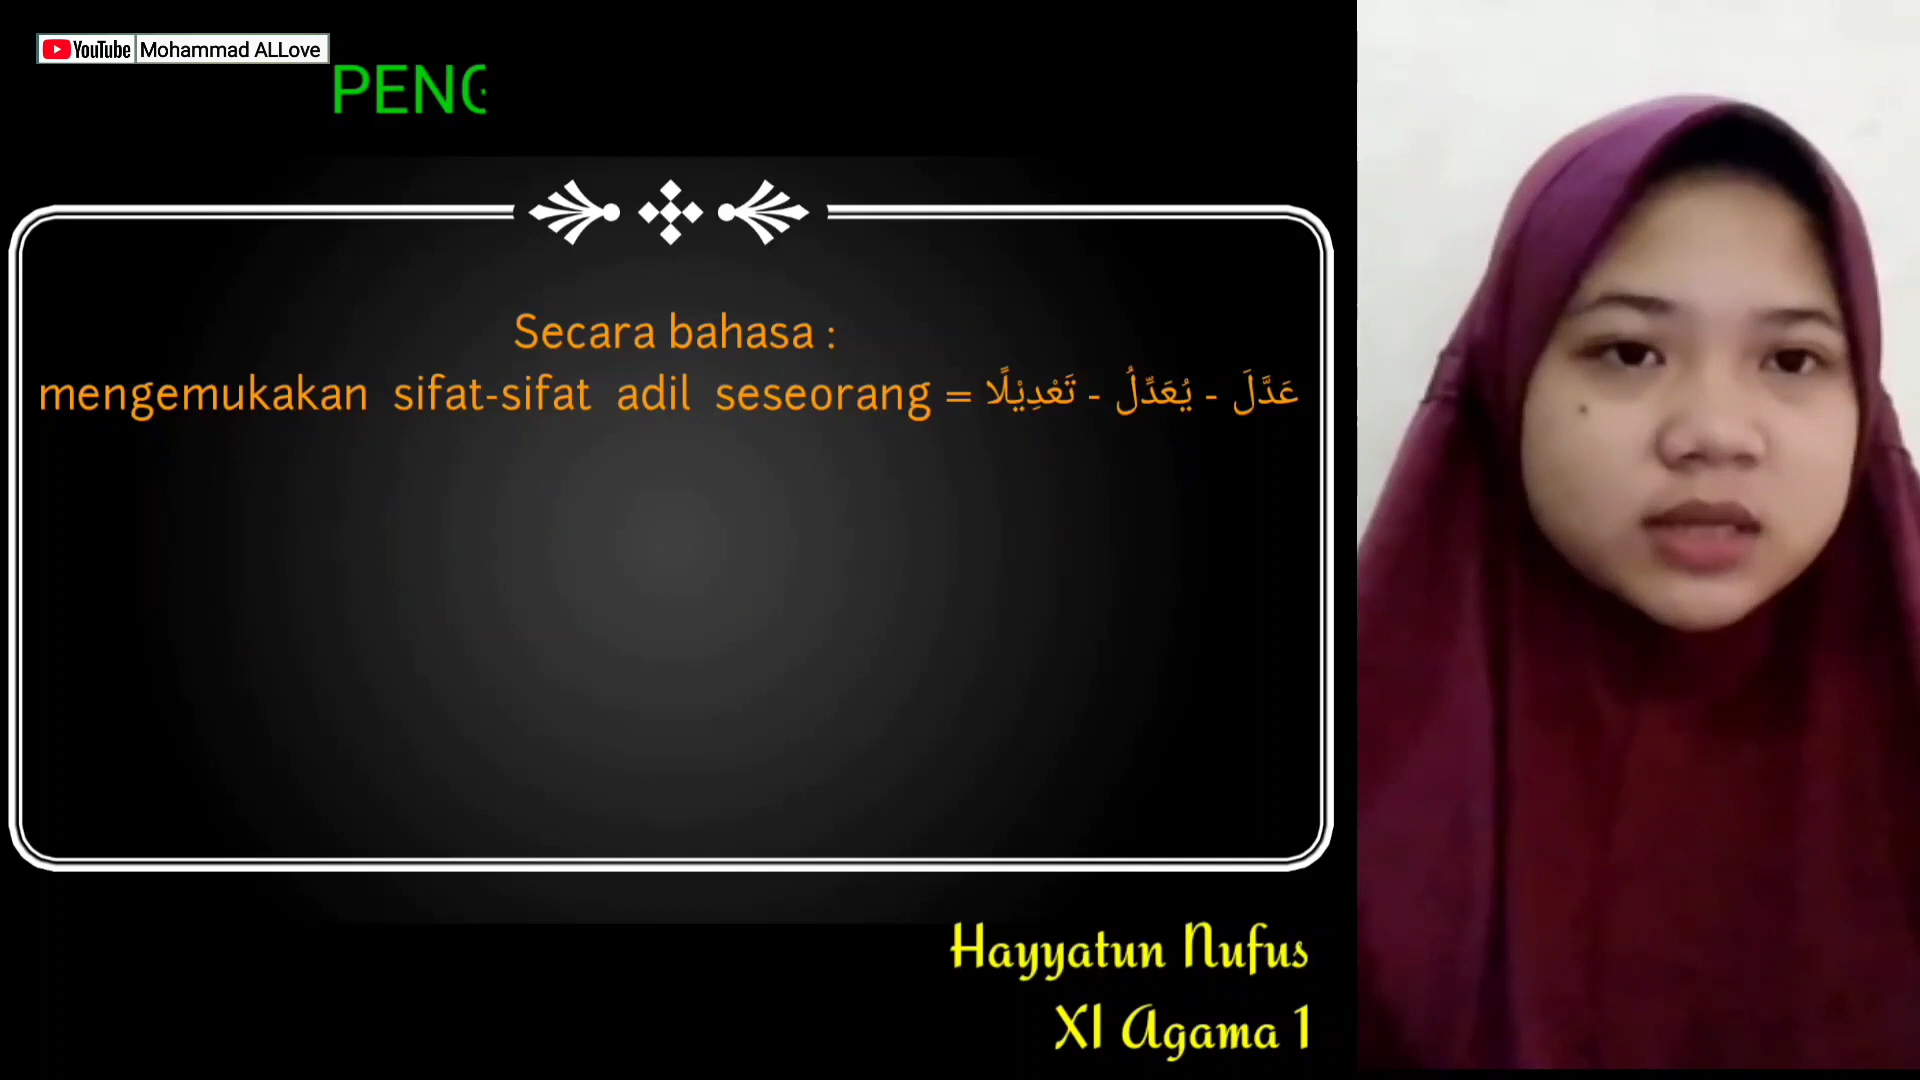 YouTube Mohammad ALLove
PENG
Secara bahasa :
mengemukakan sifat-sifat adil seseorang = عَدَّلَ - يُعَدِّلُ - تَعْدِيْلًا
Hayyatun Nufus
XI Agama 1